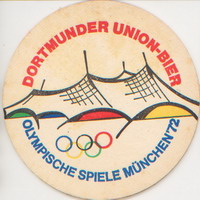 DORTMUNDER UNION-BIER
OLYMPISCHE SPIELE MÜNCHEN '72